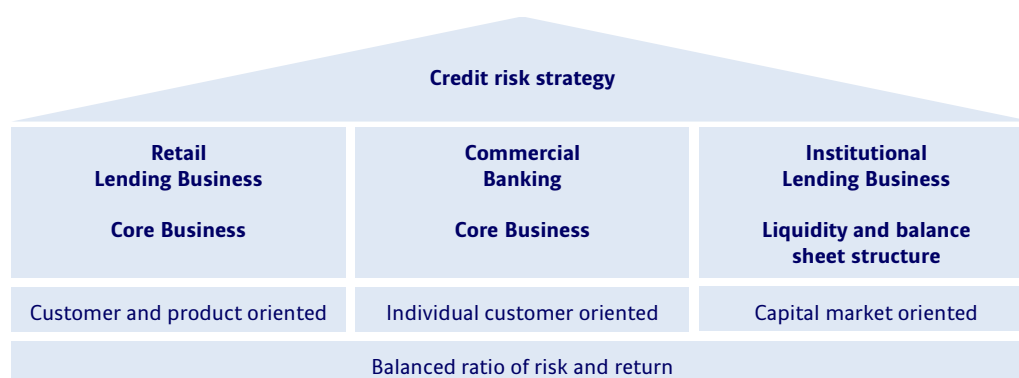 Credit risk strategy
Retail
Lending Business
Core Business
Commercial
Banking
Core Business
Institutional
Lending Business
Liquidity and balance
sheet structure
Customer and product oriented
Individual customer oriented
Capital market oriented
Balanced ratio of risk and return